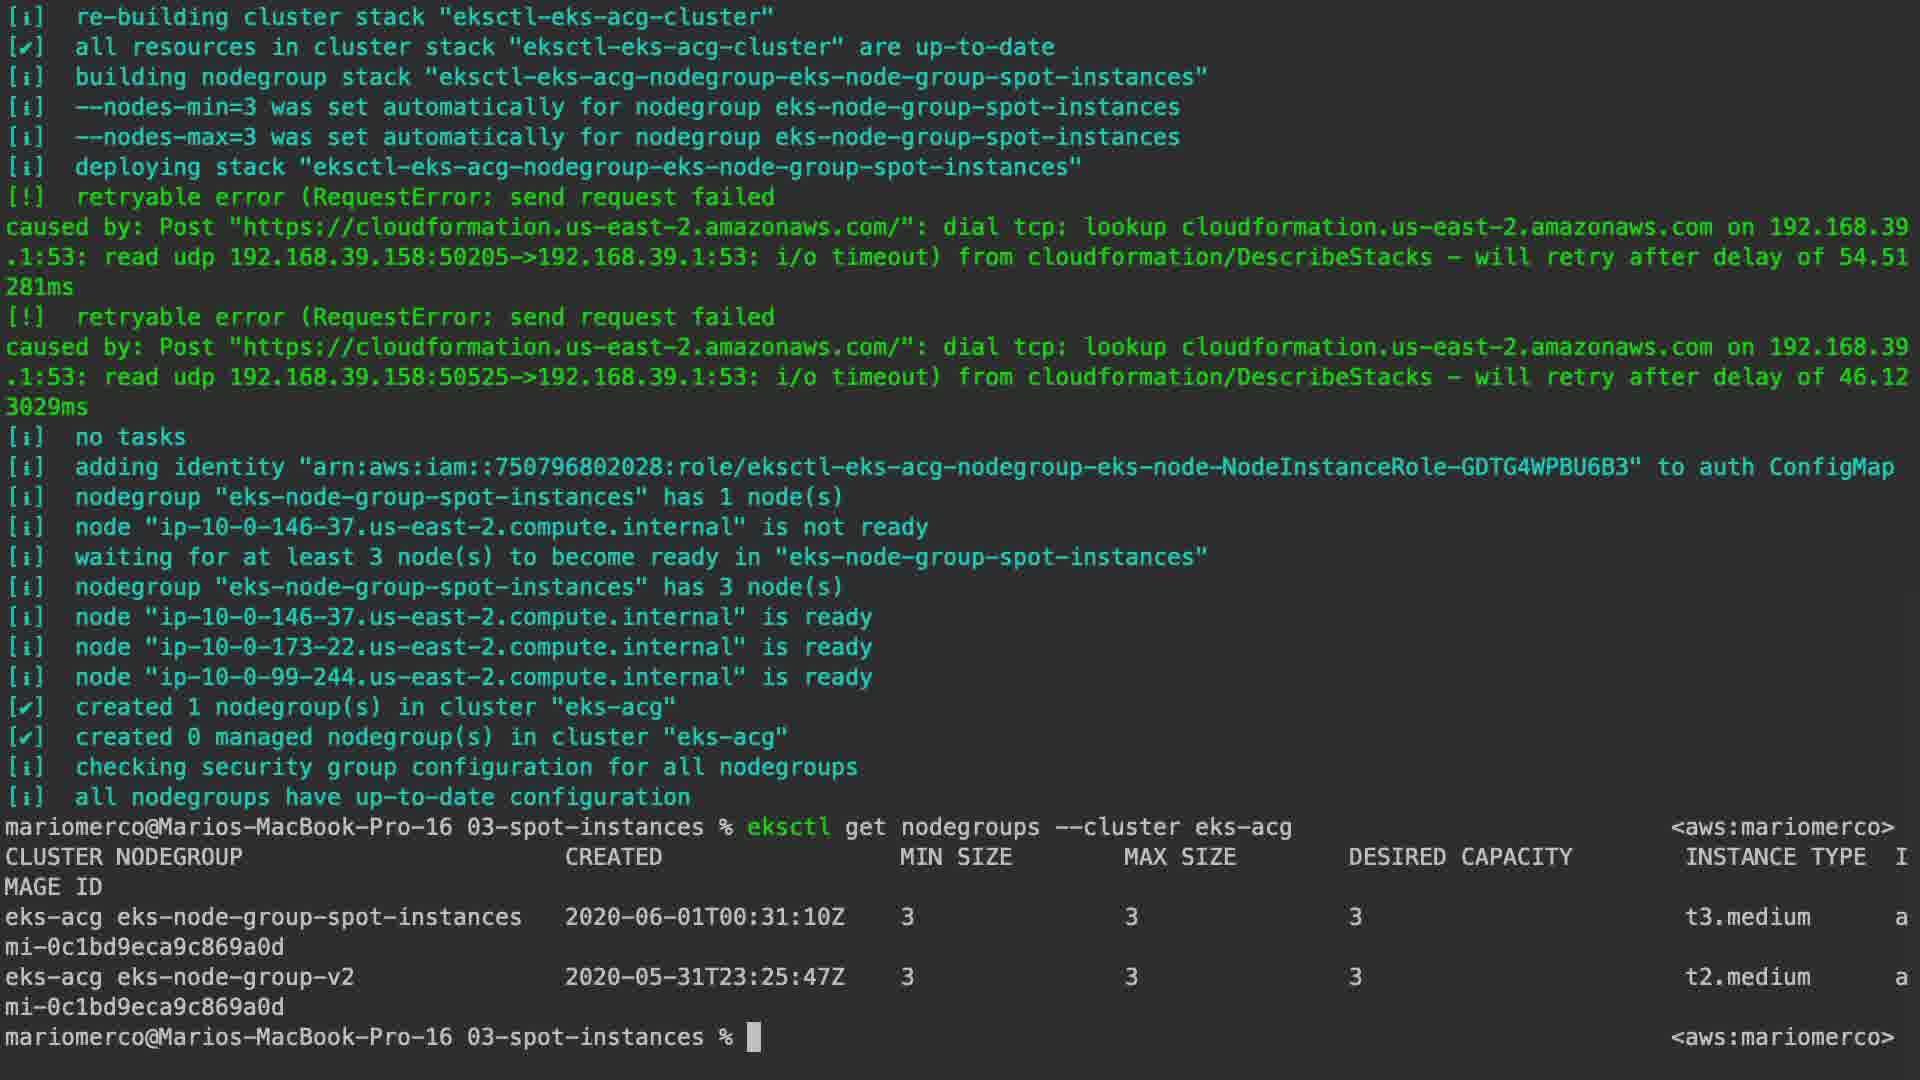 [i]  re-building cluster stack "eksctl-eks-acg-cluster"
[✔]  all resources in cluster stack "eksctl-eks-acg-cluster" are up-to-date
[i]  building nodegroup stack "eksctl-eks-acg-nodegroup-eks-node-group-spot-instances"
[i]  --nodes-min=3 was set automatically for nodegroup eks-node-group-spot-instances
[i]  --nodes-max=3 was set automatically for nodegroup eks-node-group-spot-instances
[i]  deploying stack "eksctl-eks-acg-nodegroup-eks-node-group-spot-instances"
[!]  retryable error (RequestError: send request failed
caused by: Post "https://cloudformation.us-east-2.amazonaws.com/": dial tcp: lookup cloudformation.us-east-2.amazonaws.com on 192.168.39
.1:53: read udp 192.168.39.158:50205->192.168.39.1:53: i/o timeout) from cloudformation/DescribeStacks - will retry after delay of 54.51
281ms
[!]  retryable error (RequestError: send request failed
caused by: Post "https://cloudformation.us-east-2.amazonaws.com/": dial tcp: lookup cloudformation.us-east-2.amazonaws.com on 192.168.39
.1:53: read udp 192.168.39.158:50525->192.168.39.1:53: i/o timeout) from cloudformation/DescribeStacks - will retry after delay of 46.12
3029ms
[i]  no tasks
[i]  adding identity "arn:aws:iam::750796802028:role/eksctl-eks-acg-nodegroup-eks-node-NodeInstanceRole-GDTG4WPBU6B3" to auth ConfigMap
[i]  nodegroup "eks-node-group-spot-instances" has 1 node(s)
[i]  node "ip-10-0-146-37.us-east-2.compute.internal" is not ready
[i]  waiting for at least 3 node(s) to become ready in "eks-node-group-spot-instances"
[i]  nodegroup "eks-node-group-spot-instances" has 3 node(s)
[i]  node "ip-10-0-146-37.us-east-2.compute.internal" is ready
[i]  node "ip-10-0-173-22.us-east-2.compute.internal" is ready
[i]  node "ip-10-0-99-244.us-east-2.compute.internal" is ready
[✔]  created 1 nodegroup(s) in cluster "eks-acg"
[✔]  created 0 managed nodegroup(s) in cluster "eks-acg"
[i]  checking security group configuration for all nodegroups
[i]  all nodegroups have up-to-date configuration
mariomerco@Marios-MacBook-Pro-16 03-spot-instances % eksctl get nodegroups --cluster eks-acg <aws:mariomerco>
CLUSTER NODEGROUP CREATED MIN SIZE MAX SIZE DESIRED CAPACITY INSTANCE TYPE I
MAGE ID
eks-acg eks-node-group-spot-instances 2020-06-01T00:31:10Z 3 3 3 t3.medium a
mi-0c1bd9eca9c869a0d
eks-acg eks-node-group-v2 2020-05-31T23:25:47Z 3 3 3 t2.medium a
mi-0c1bd9eca9c869a0d
mariomerco@Marios-MacBook-Pro-16 03-spot-instances % <aws:mariomerco>